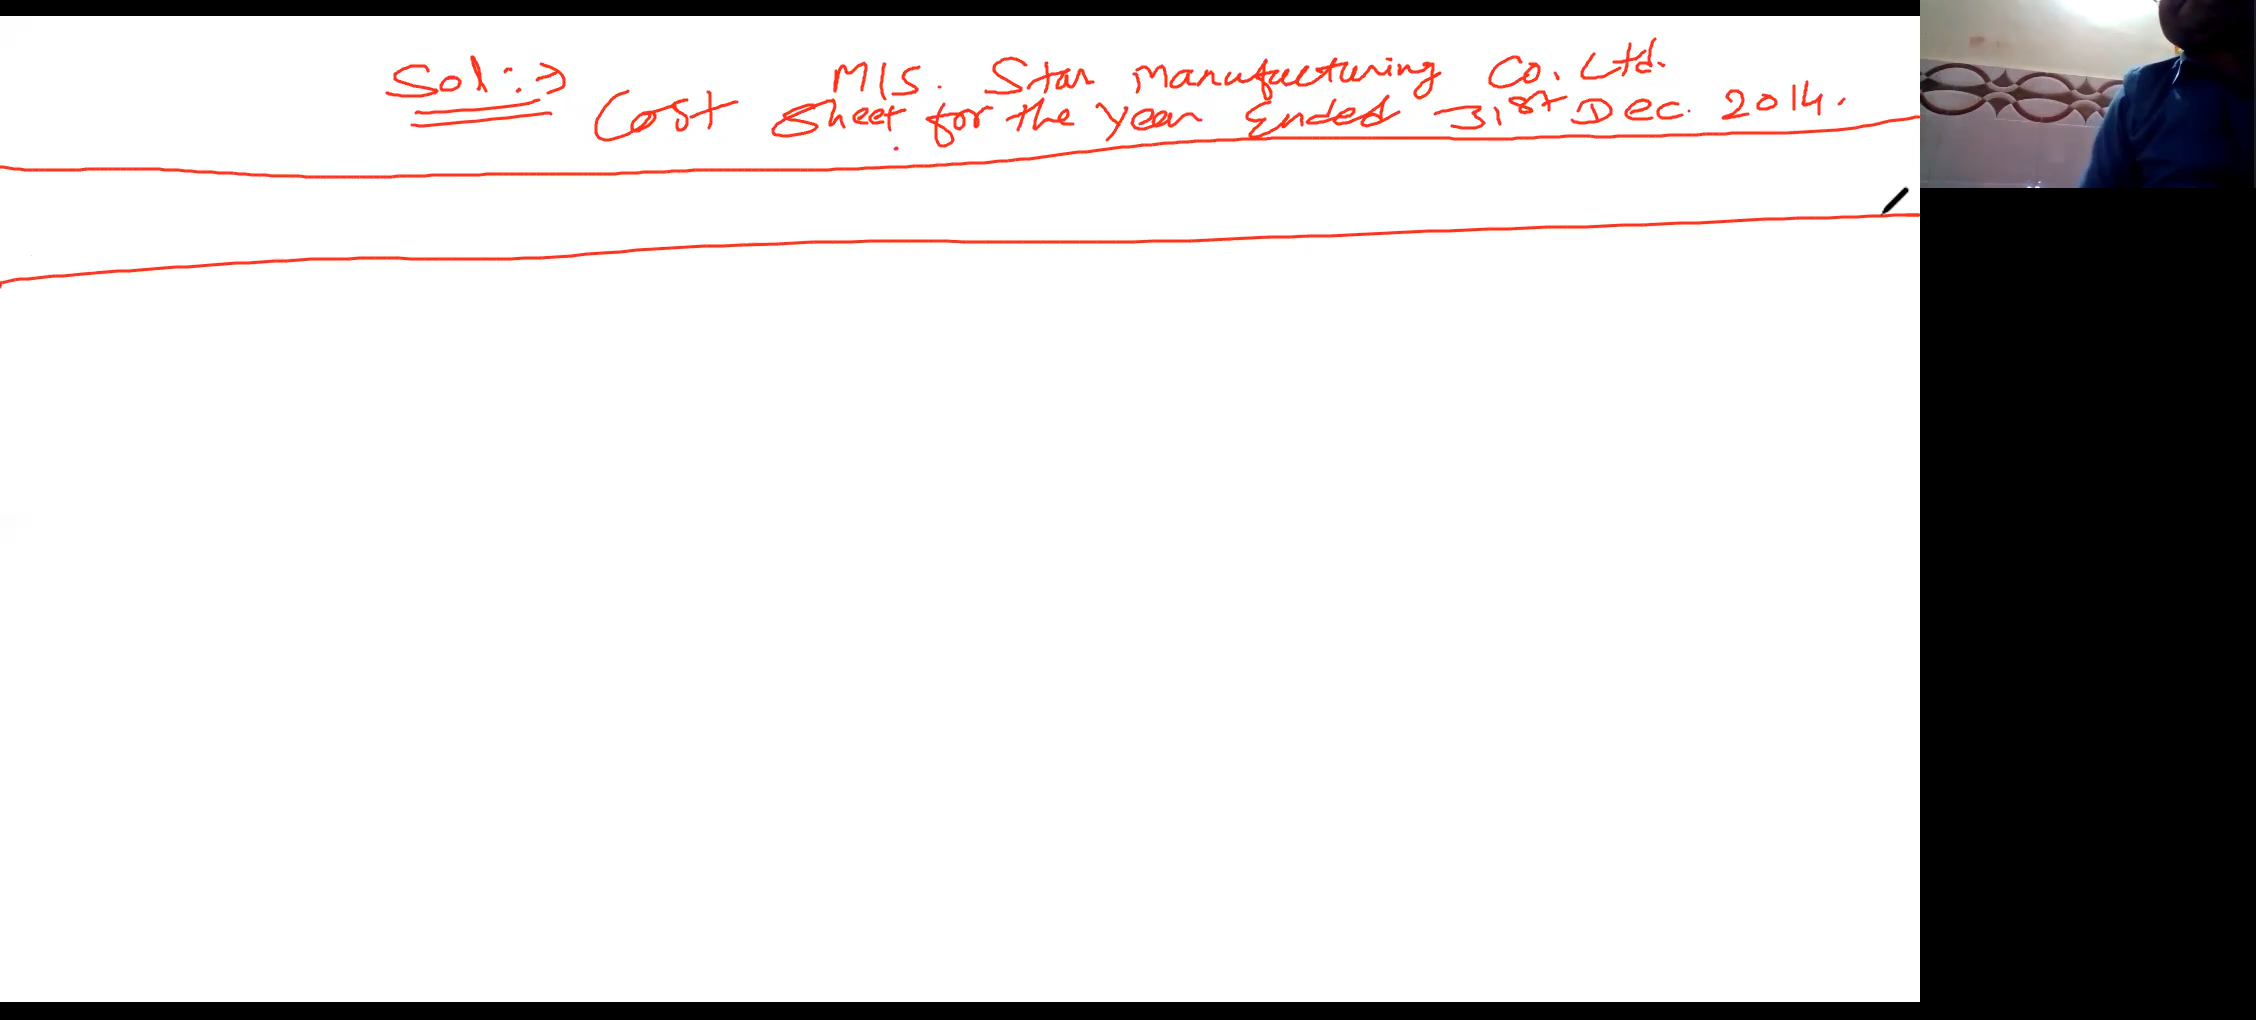 Sol:→ M/S. Star Manufacturing Co. Ltd.
Cost Sheet for the year Ended 31st Dec. 2014.